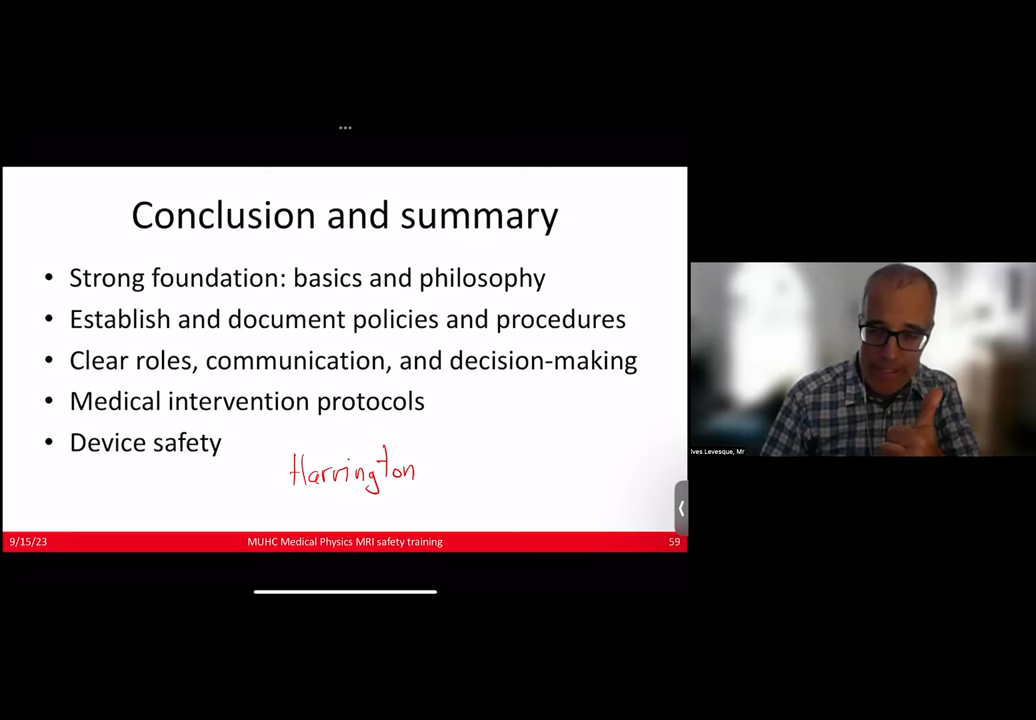 Conclusion and summary
• Strong foundation: basics and philosophy
• Establish and document policies and procedures
• Clear roles, communication, and decision-making
• Medical intervention protocols
• Device safety
Harrington
9/15/23 MUHC Medical Physics MRI safety training 59
Ives Levesque, Mr